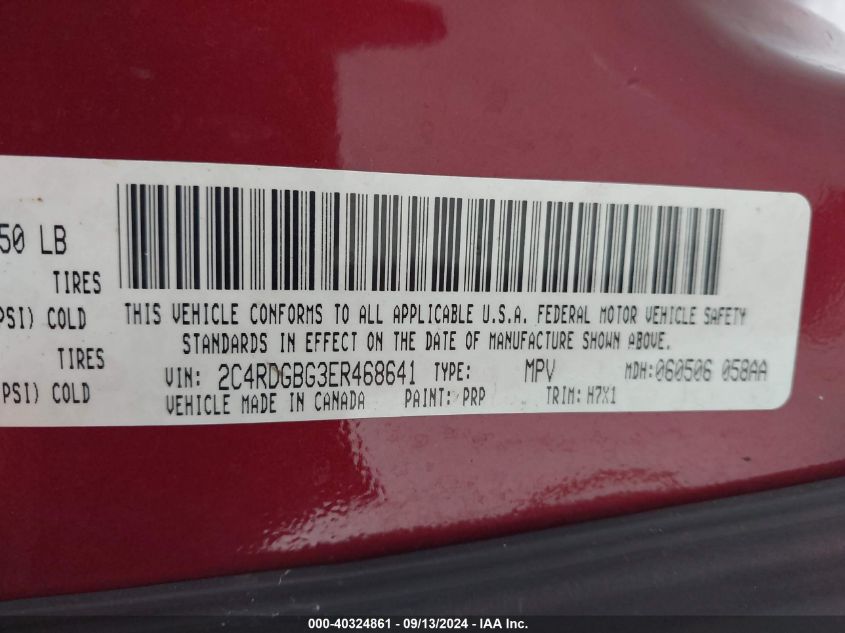 50 LB
TIRES
PSI) COLD
TIRES
(PSI) COLD
THIS VEHICLE CONFORMS TO ALL APPLICABLE U.S.A. FEDERAL MOTOR VEHICLE SAFETY
STANDARDS IN EFFECT ON THE DATE OF MANUFACTURE SHOWN ABOVE.
VIN: 2C4RDGBG3ER468641 TYPE: MPV MDH: 060506 058AA
VEHICLE MADE IN CANADA PAINT: PRP TRIM: H7X1
000-40324861 - 09/13/2024 - IAA Inc.